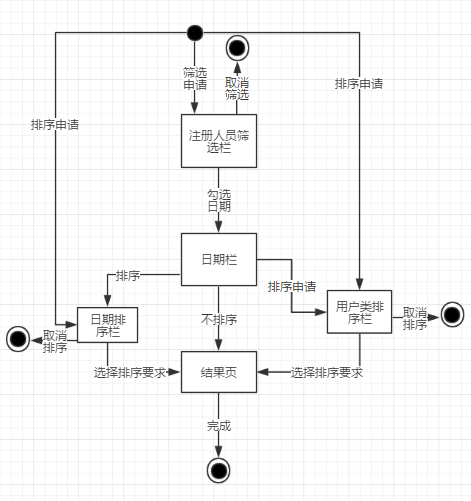 筛选
申请
取消
筛选
排序申请
排序申请
注册人员筛
选栏
勾选
日期
日期栏
排序
排序申请
不排序
日期排
序栏
用户类排
序栏
取消
排序
取消
排序
选择排序要求
结果页
选择排序要求
完成